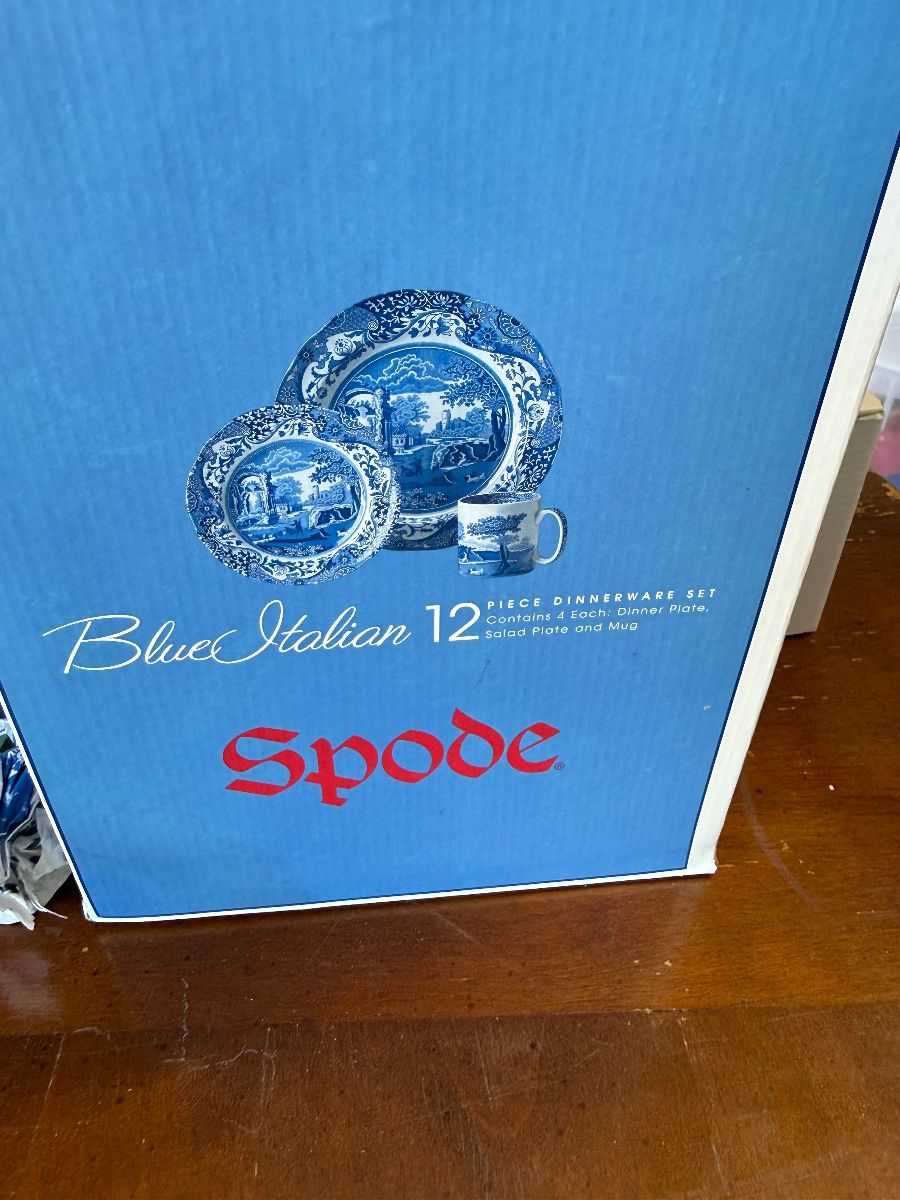 Blue Italian 12 PIECE DINNERWARE SET
Contains 4 Each: Dinner Plate,
Salad Plate and Mug
Spode®